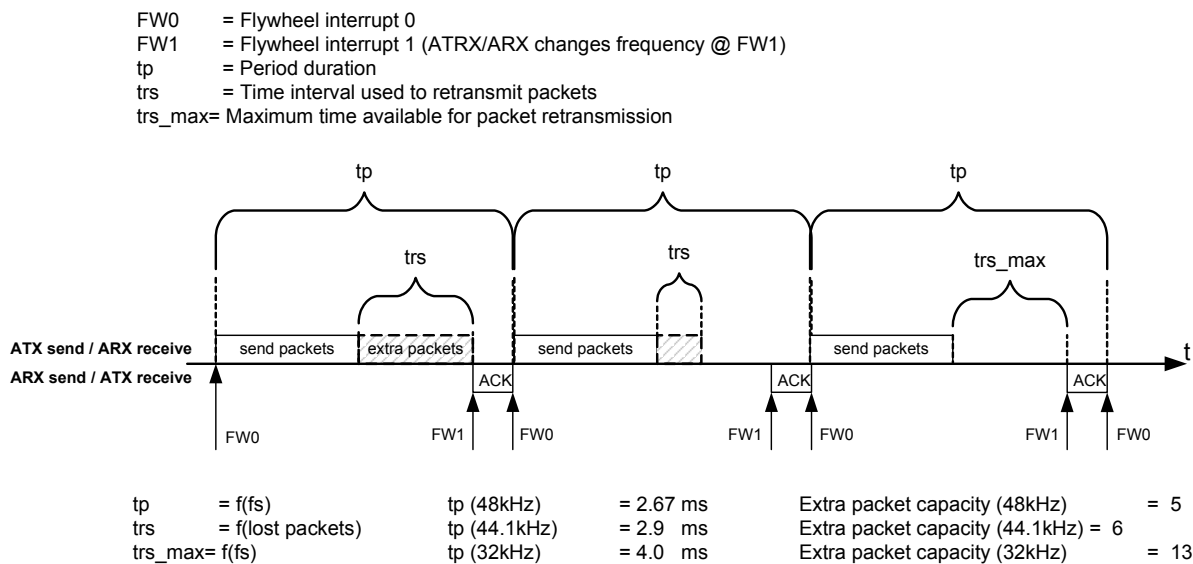 FW0 = Flywheel interrupt 0
FW1 = Flywheel interrupt 1 (ATRX/ARX changes frequency @ FW1)
tp = Period duration
trs = Time interval used to retransmit packets
trs_max= Maximum time available for packet retransmission
tp tp tp
trs trs trs_max
ATX send / ARX receive send packets extra packets send packets send packets t
ARX send / ATX receive ACK ACK ACK
FW0 FW1 FW0 FW1 FW0 FW1 FW0
tp = f(fs) tp (48kHz) = 2.67 ms Extra packet capacity (48kHz) = 5
trs = f(lost packets) tp (44.1kHz) = 2.9 ms Extra packet capacity (44.1kHz) = 6
trs_max= f(fs) tp (32kHz) = 4.0 ms Extra packet capacity (32kHz) = 13